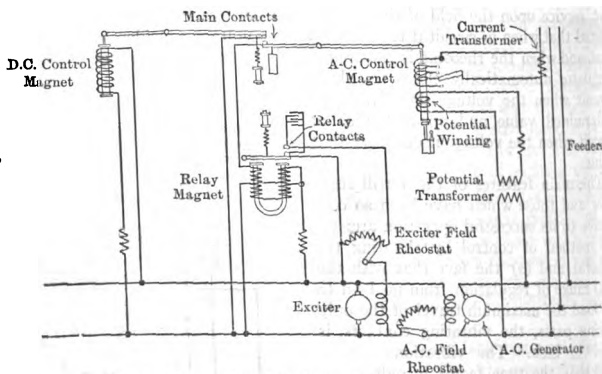 Main Contacts
Current
Transformer
D.C. Control
Magnet
A-C. Control
Magnet
Relay
Contacts
Potential
Winding
Feeders
Relay
Magnet
Potential
Transformer
Exciter Field
Rheostat
Exciter
A-C. Field
Rheostat
A-C. Generator